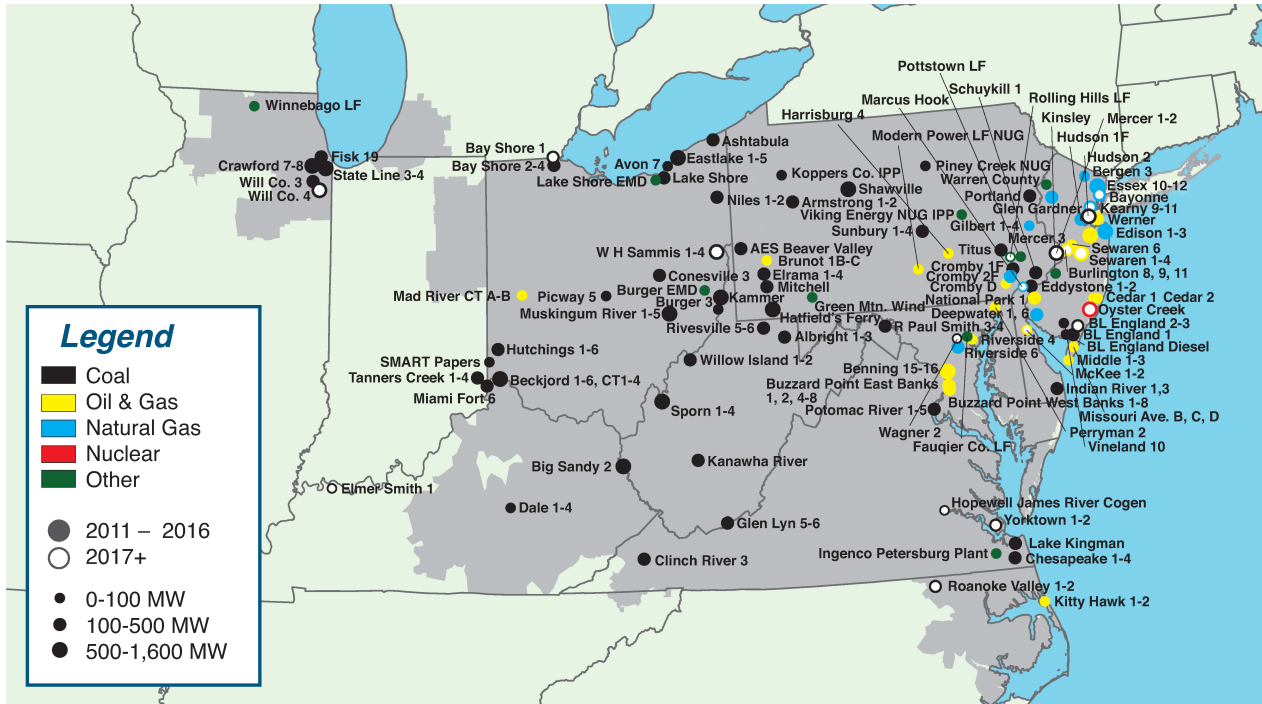 Pottstown LF
Schuykill 1
Marcus Hook
Rolling Hills LF
Harrisburg 4
Kinsley
Mercer 1-2
Modern Power LF NUG
Hudson 1F
Winnebago LF
Ashtabula
Bay Shore 1
Fisk 19
Avon 7
Eastlake 1-5
Hudson 2
Crawford 7-8
Bay Shore 2-4
Piney Creek NUG
Bergen 3
State Line 3-4
Lake Shore EMD
Lake Shore
Koppers Co. IPP
Warren County
Will Co. 3
Shawville
Essex 10-12
Will Co. 4
Niles 1-2
Armstrong 1-2
Portland
Bayonne
Glen Gardner
Kearny 9-11
Viking Energy NUG IPP
Werner
Gilbert 1-4
Sunbury 1-4
Edison 1-3
Mercer 3
W H Sammis 1-4
AES Beaver Valley
Titus
Sewaren 6
Brunot 1B-C
Sewaren 1-4
Conesville 3
Elrama 1-4
Cromby 1F
Burlington 8, 9, 11
Cromby 2F
Mitchell
Cromby D
Eddystone 1-2
Burger EMD
Mad River CT A-B
Picway 5
Burger 3
Kammer
National Park 1
Cedar 1 Cedar 2
Green Mtn. Wind
Muskingum River 1-5
Deepwater 1, 6
Oyster Creek
Hatfield's Ferry
Rivesville 5-6
R Paul Smith 3-4
BL England 2-3
Albright 1-3
BL England 1
Riverside 4
BL England Diesel
Hutchings 1-6
Riverside 6
Middle 1-3
SMART Papers
Willow Island 1-2
Benning 15-16
McKee 1-2
Tanners Creek 1-4
Beckjord 1-6, CT1-4
Buzzard Point East Banks
1, 2, 4-8
Indian River 1,3
Miami Fort 6
Buzzard Point West Banks 1-8
Sporn 1-4
Potomac River 1-5
Missouri Ave. B, C, D
Wagner 2
Perryman 2
Fauqier Co. LF
Vineland 10
Big Sandy 2
Kanawha River
Elmer Smith 1
Dale 1-4
Hopewell James River Cogen
Glen Lyn 5-6
Yorktown 1-2
Lake Kingman
Ingenco Petersburg Plant
Clinch River 3
Chesapeake 1-4
Roanoke Valley 1-2
Kitty Hawk 1-2
Legend
Coal
Oil & Gas
Natural Gas
Nuclear
Other
2011 – 2016
2017+
0-100 MW
100-500 MW
500-1,600 MW